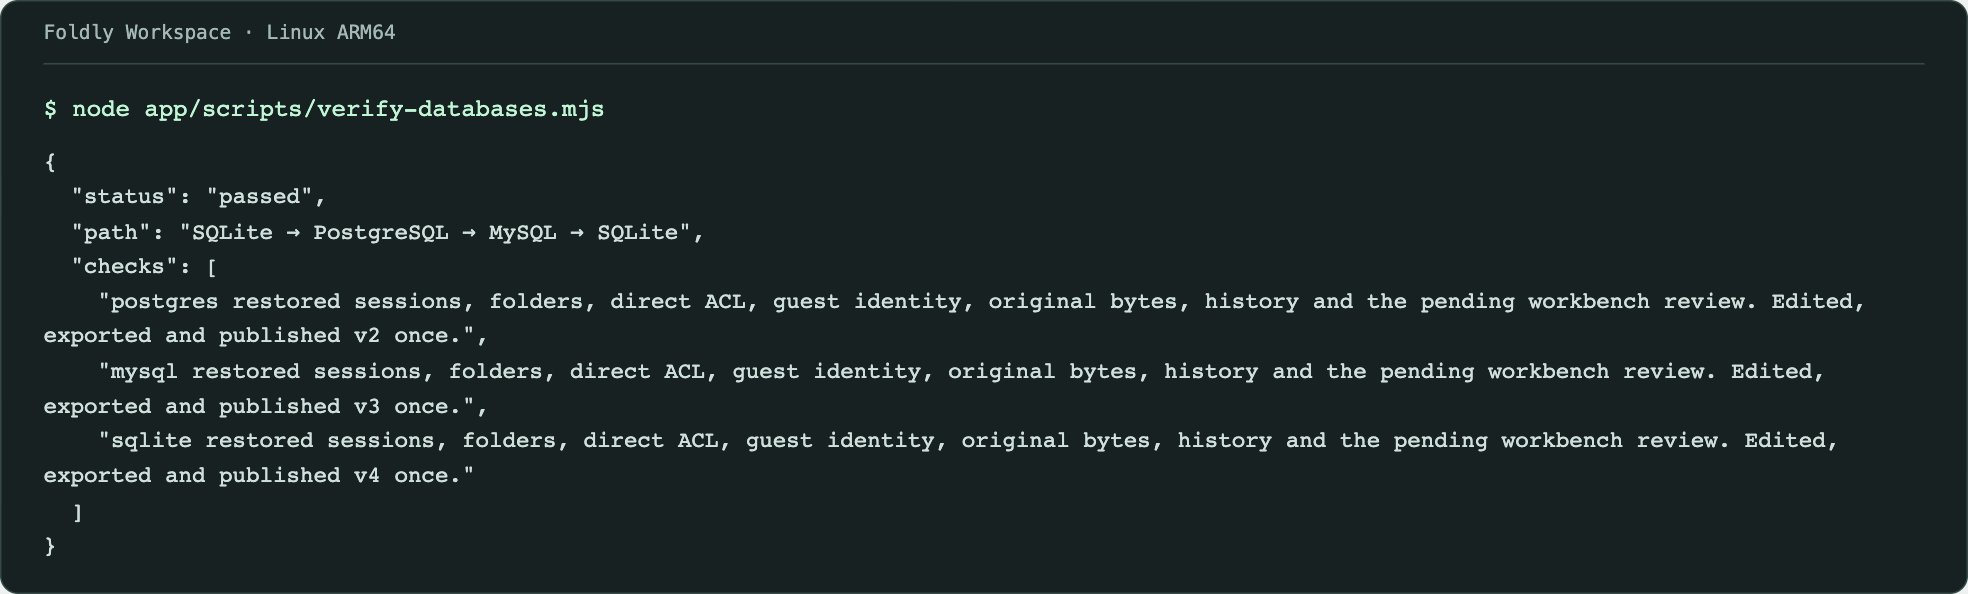 Foldly Workspace · Linux ARM64
$ node app/scripts/verify-databases.mjs
{
  "status": "passed",
  "path": "SQLite → PostgreSQL → MySQL → SQLite",
  "checks": [
    "postgres restored sessions, folders, direct ACL, guest identity, original bytes, history and the pending workbench review. Edited,
exported and published v2 once.",
    "mysql restored sessions, folders, direct ACL, guest identity, original bytes, history and the pending workbench review. Edited,
exported and published v3 once.",
    "sqlite restored sessions, folders, direct ACL, guest identity, original bytes, history and the pending workbench review. Edited,
exported and published v4 once."
  ]
}